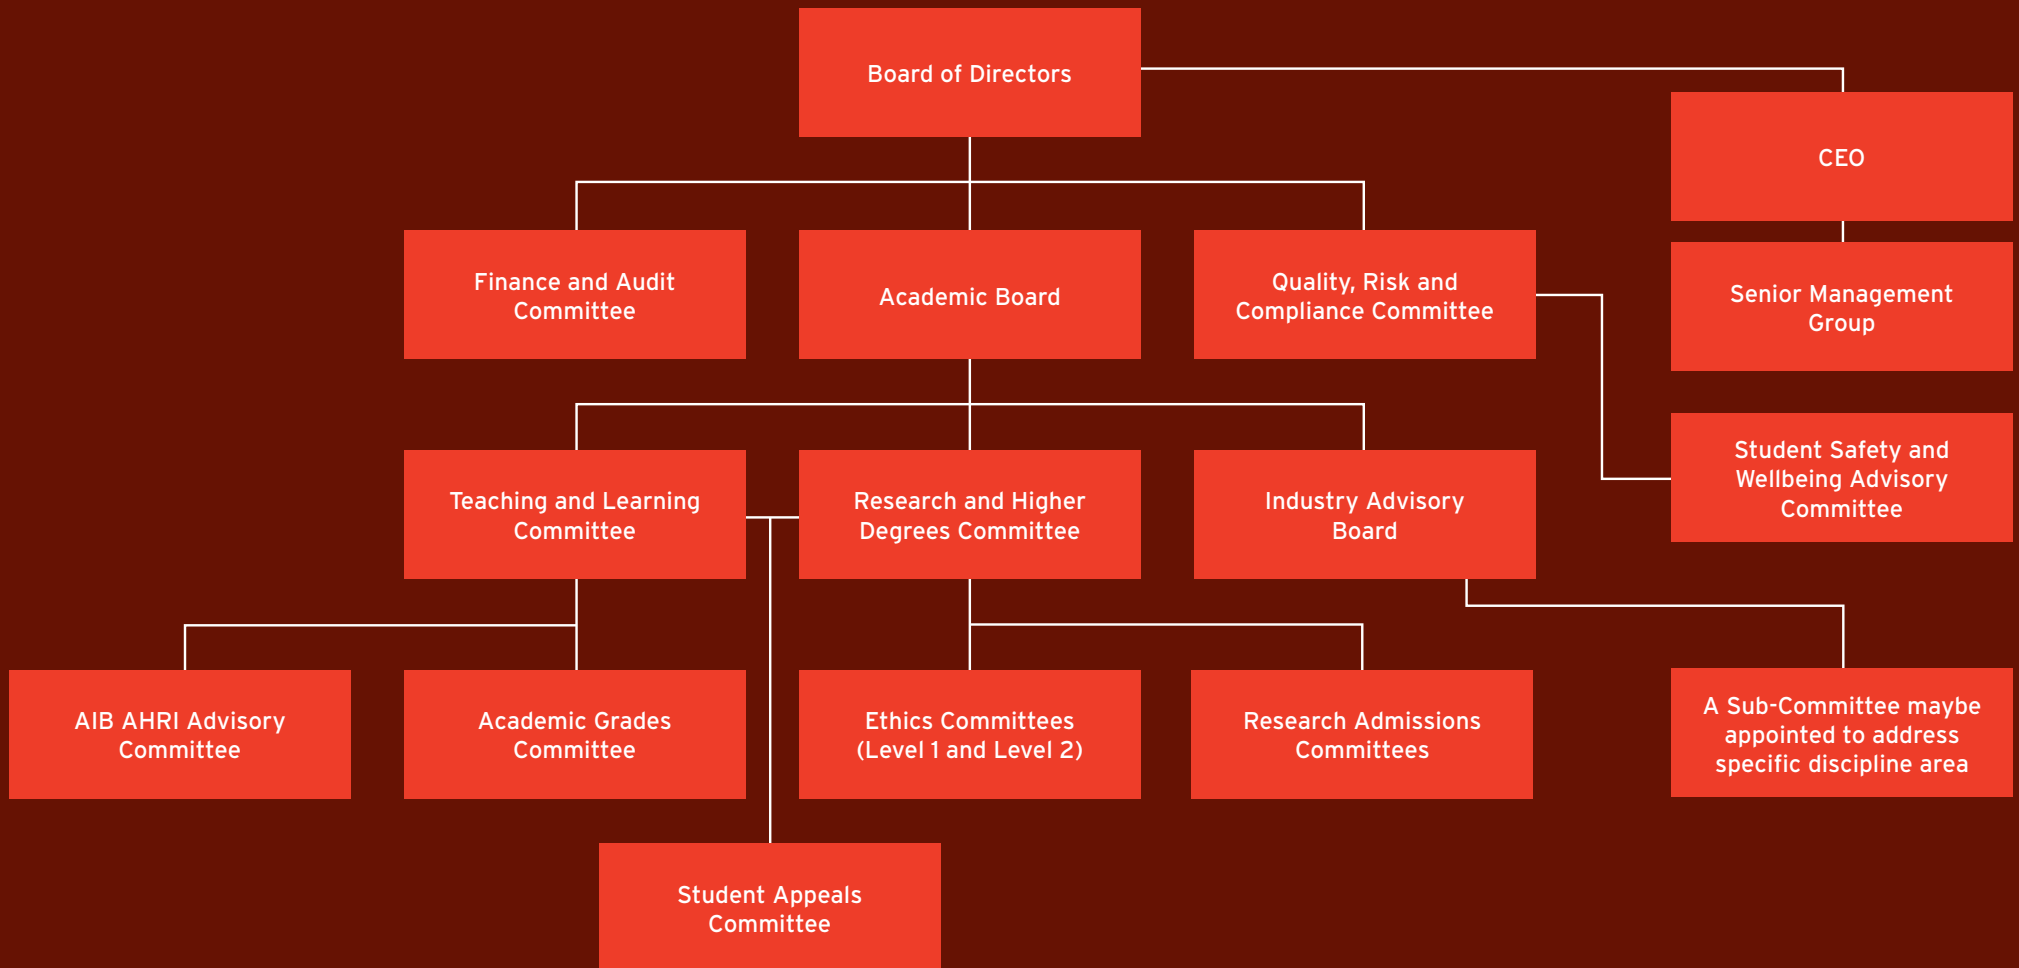 Board of Directors
CEO
Finance and Audit
Committee
Academic Board
Quality, Risk and
Compliance Committee
Senior Management
Group
Teaching and Learning
Committee
Research and Higher
Degrees Committee
Industry Advisory
Board
Student Safety and
Wellbeing Advisory
Committee
AIB AHRI Advisory
Committee
Academic Grades
Committee
Ethics Committees
(Level 1 and Level 2)
Research Admissions
Committees
A Sub-Committee maybe
appointed to address
specific discipline area
Student Appeals
Committee